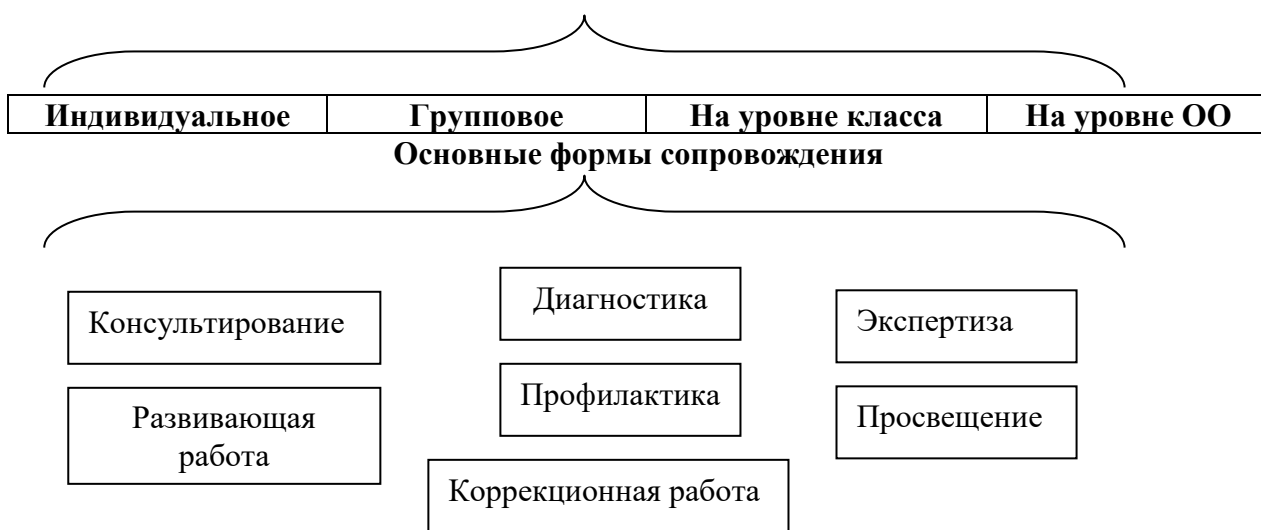 Индивидуальное Групповое На уровне класса На уровне ОО
Основные формы сопровождения
Консультирование
Диагностика
Экспертиза
Развивающая
работа
Профилактика
Просвещение
Коррекционная работа